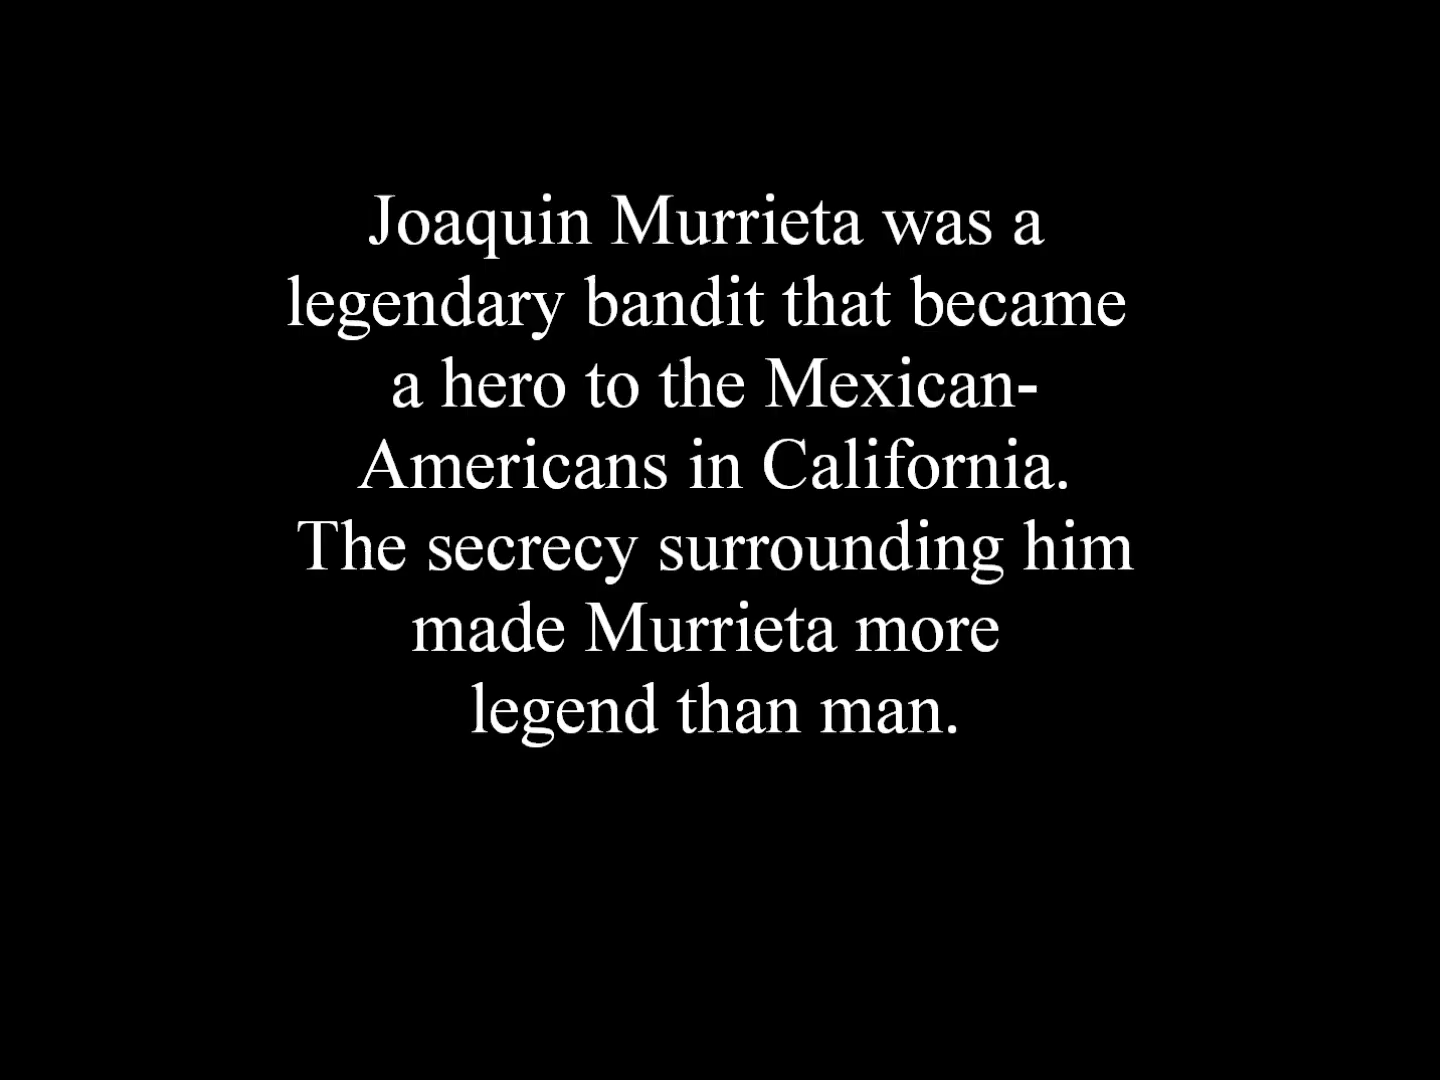 Joaquin Murrieta was a
legendary bandit that became
a hero to the Mexican-
Americans in California.
The secrecy surrounding him
made Murrieta more
legend than man.